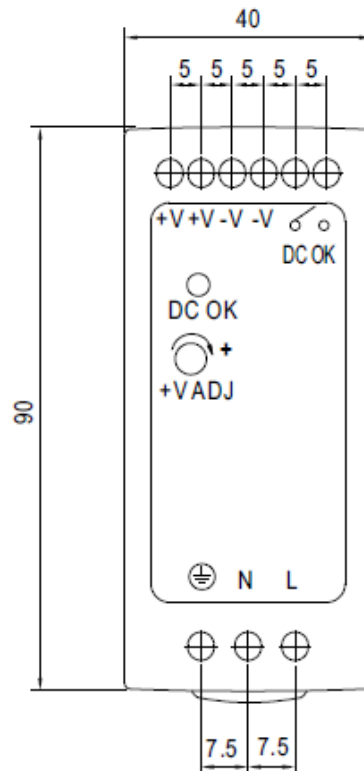 40
5 5 5 5 5
+V +V -V -V
DC OK
DC OK
+
+V ADJ
90
N L
7.5 7.5